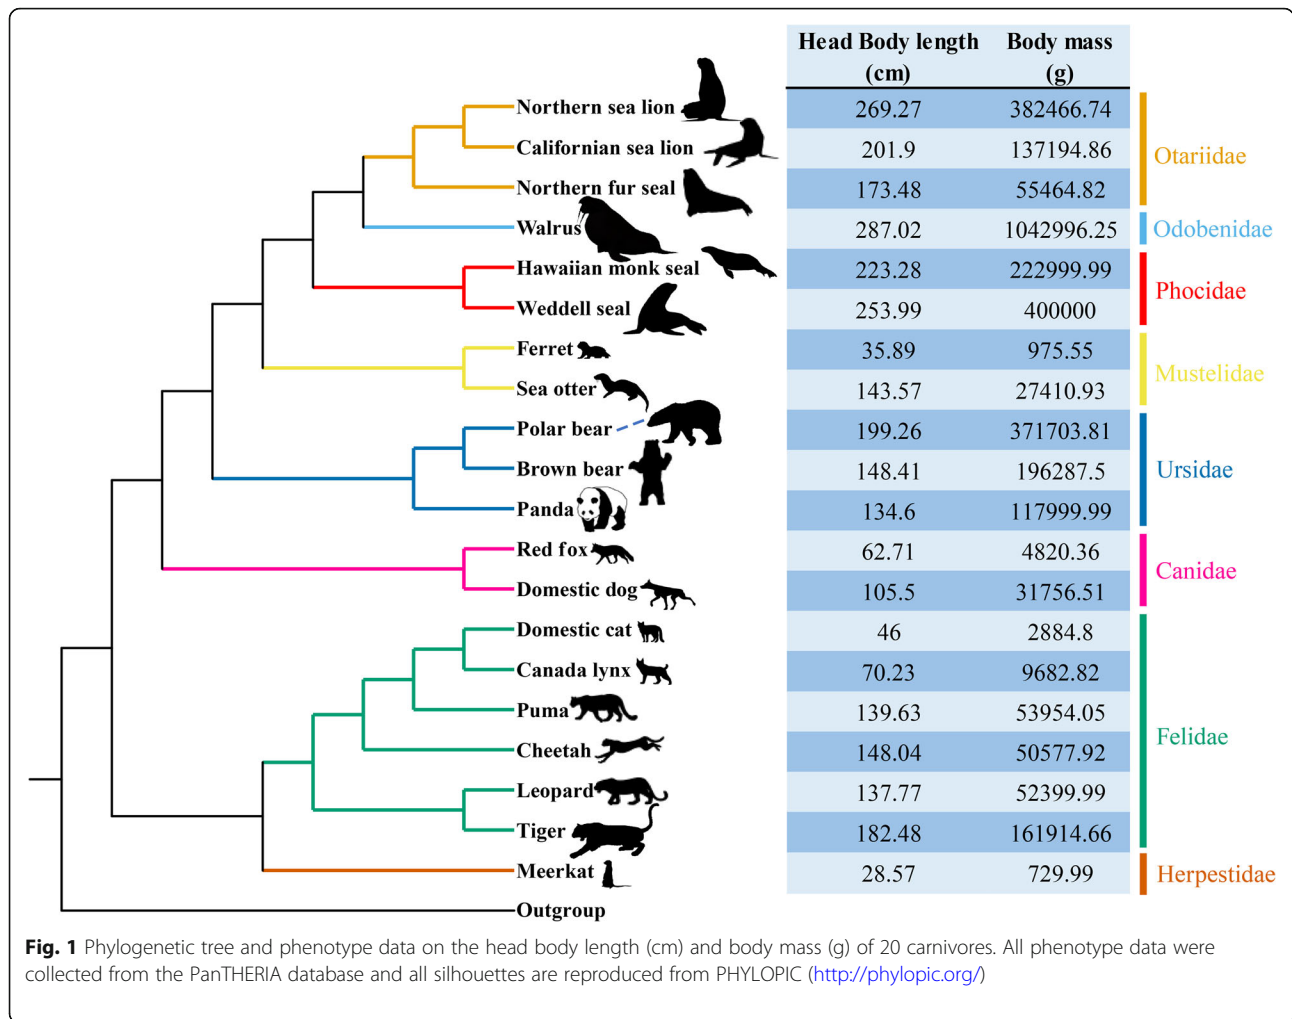 Head Body length (cm) Body mass (g)
Northern sea lion 269.27 382466.74
Californian sea lion 201.9 137194.86
Northern fur seal 173.48 55464.82
Otariidae
Walrus 287.02 1042996.25
Odobenidae
Hawaiian monk seal 223.28 222999.99
Weddell seal 253.99 400000
Phocidae
Ferret 35.89 975.55
Sea otter 143.57 27410.93
Mustelidae
Polar bear 199.26 371703.81
Brown bear 148.41 196287.5
Panda 134.6 117999.99
Ursidae
Red fox 62.71 4820.36
Domestic dog 105.5 31756.51
Canidae
Domestic cat 46 2884.8
Canada lynx 70.23 9682.82
Puma 139.63 53954.05
Cheetah 148.04 50577.92
Leopard 137.77 52399.99
Tiger 182.48 161914.66
Felidae
Meerkat 28.57 729.99
Herpestidae
Outgroup
Fig. 1 Phylogenetic tree and phenotype data on the head body length (cm) and body mass (g) of 20 carnivores. All phenotype data were
collected from the PanTHERIA database and all silhouettes are reproduced from PHYLOPIC (http://phylopic.org/)